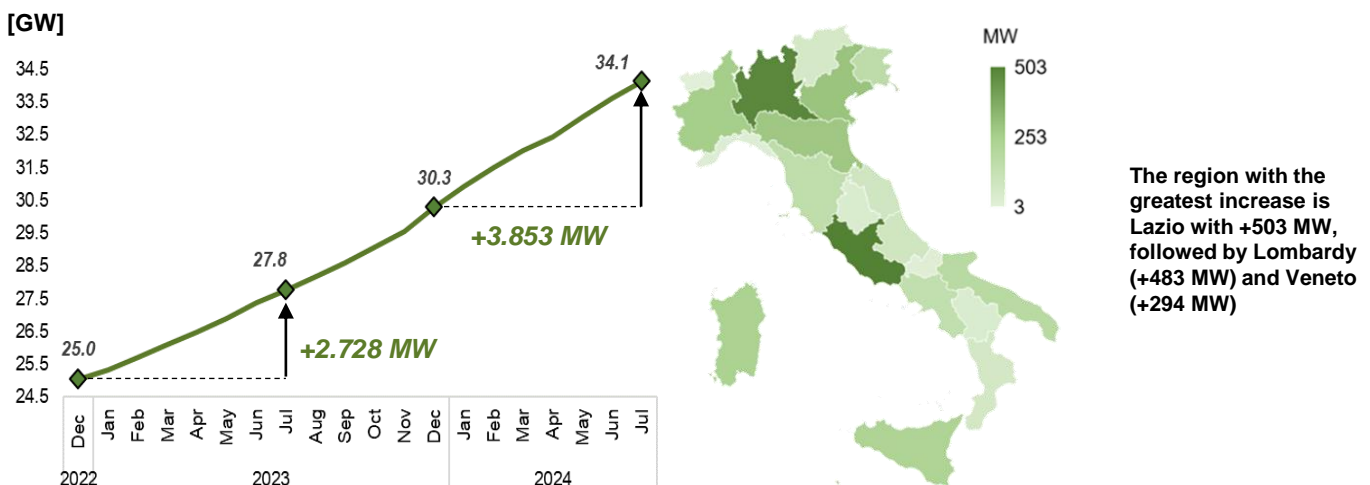 [GW]
34.5
33.5
32.5
31.5
30.5
29.5
28.5
27.5
26.5
25.5
24.5
25.0
27.8
30.3
34.1
+2.728 MW
+3.853 MW
Dec Jan Feb Mar Apr May Jun Jul Aug Sep Oct Nov Dec Jan Feb Mar Apr May Jun Jul
2022 2023 2024
MW
503
253
3
The region with the
greatest increase is
Lazio with +503 MW,
followed by Lombardy
(+483 MW) and Veneto
(+294 MW)